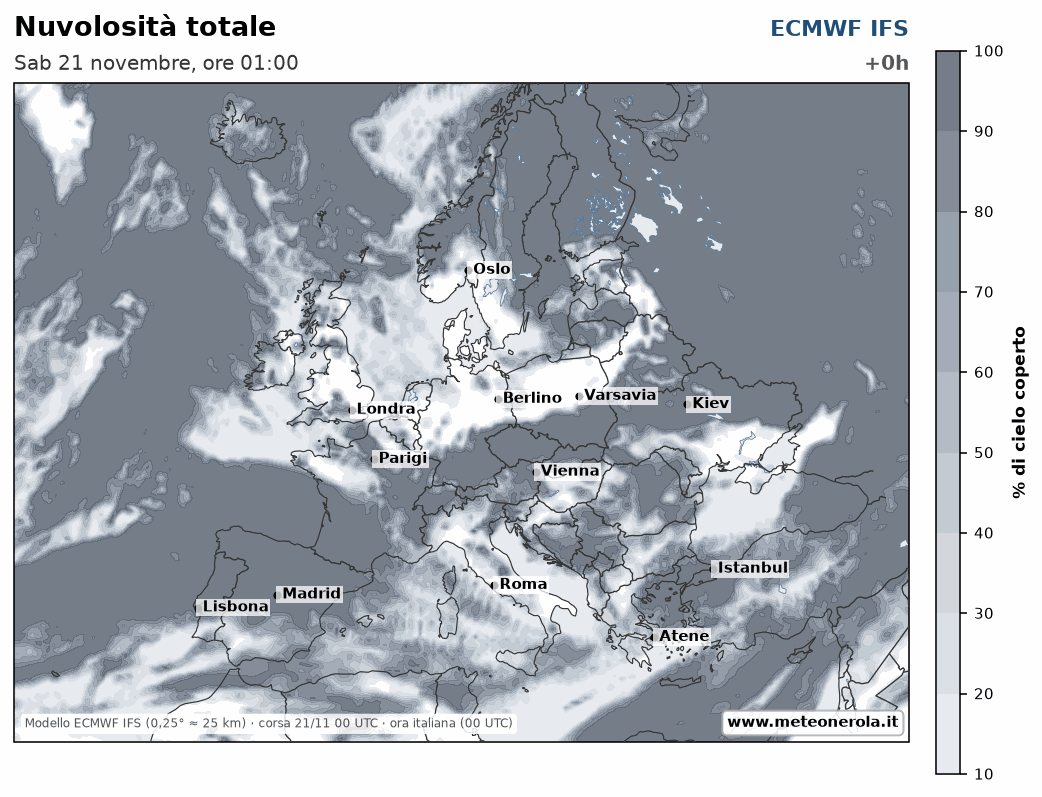 Nuvolosità totale
ECMWF IFS
Sab 21 novembre, ore 01:00
+0h
100
90
80
70
60
50
40
30
20
10
% di cielo coperto
Oslo
Berlino
Varsavia
Kiev
Londra
Parigi
Vienna
Istanbul
Roma
Madrid
Lisbona
Atene
Modello ECMWF IFS (0,25° ≈ 25 km) · corsa 21/11 00 UTC · ora italiana (00 UTC)
www.meteonerola.it